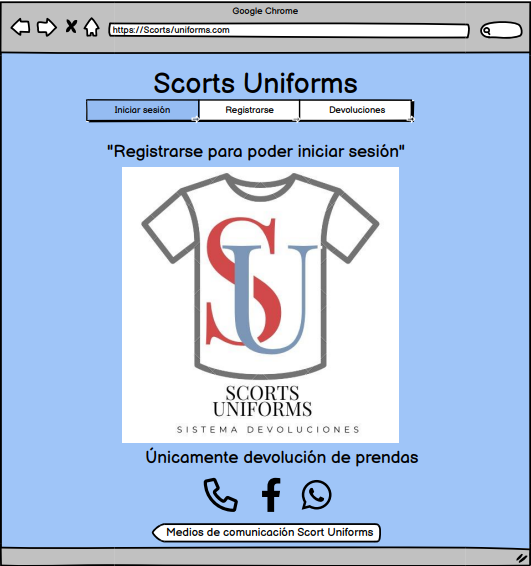 Google Chrome
https://Scorts/uniforms.com
Scorts Uniforms
Iniciar sesión
Registrarse
Devoluciones
"Registrarse para poder iniciar sesión"
SU
SCORTS
UNIFORMS
SISTEMA DEVOLUCIONES
Únicamente devolución de prendas
Medios de comunicación Scort Uniforms